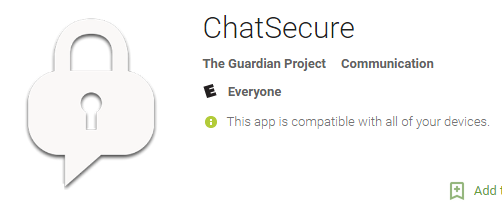 ChatSecure
The Guardian Project Communication
E Everyone
This app is compatible with all of your devices.
Add